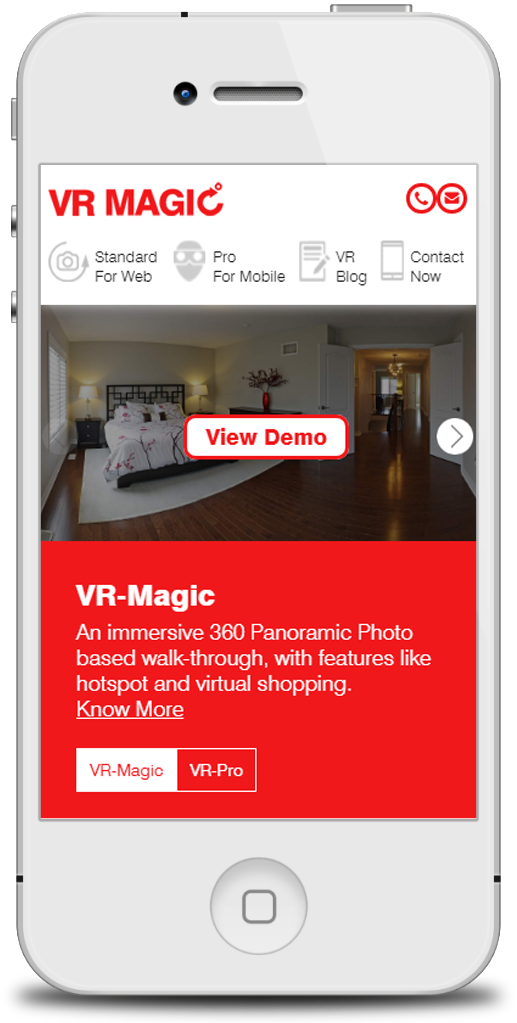 VR MAGIC
Standard
For Web
Pro
For Mobile
VR
Blog
Contact
Now
View Demo
VR-Magic
An immersive 360 Panoramic Photo
based walk-through, with features like
hotspot and virtual shopping.
Know More
VR-Magic VR-Pro